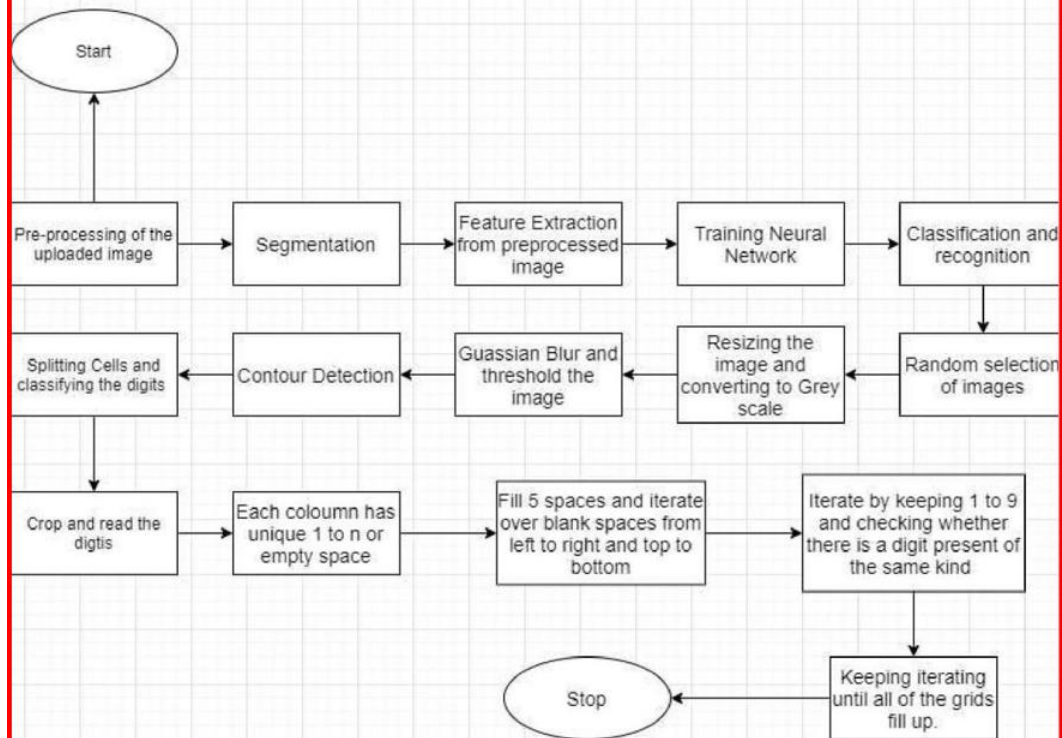 Start
Pre-processing of the
uploaded image
Segmentation
Feature Extraction
from preprocessed
image
Training Neural
Network
Classification and
recognition
Splitting Cells and
classifying the digits
Contour Detection
Guassian Blur and
threshold the
image
Resizing the
image and
converting to Grey
scale
Random selection
of images
Crop and read the
digtis
Each coloumn has
unique 1 to n or
empty space
Fill 5 spaces and iterate
over blank spaces from
left to right and top to
bottom
Iterate by keeping 1 to 9
and checking whether
there is a digit present of
the same kind
Stop
Keeping iterating
until all of the grids
fill up.